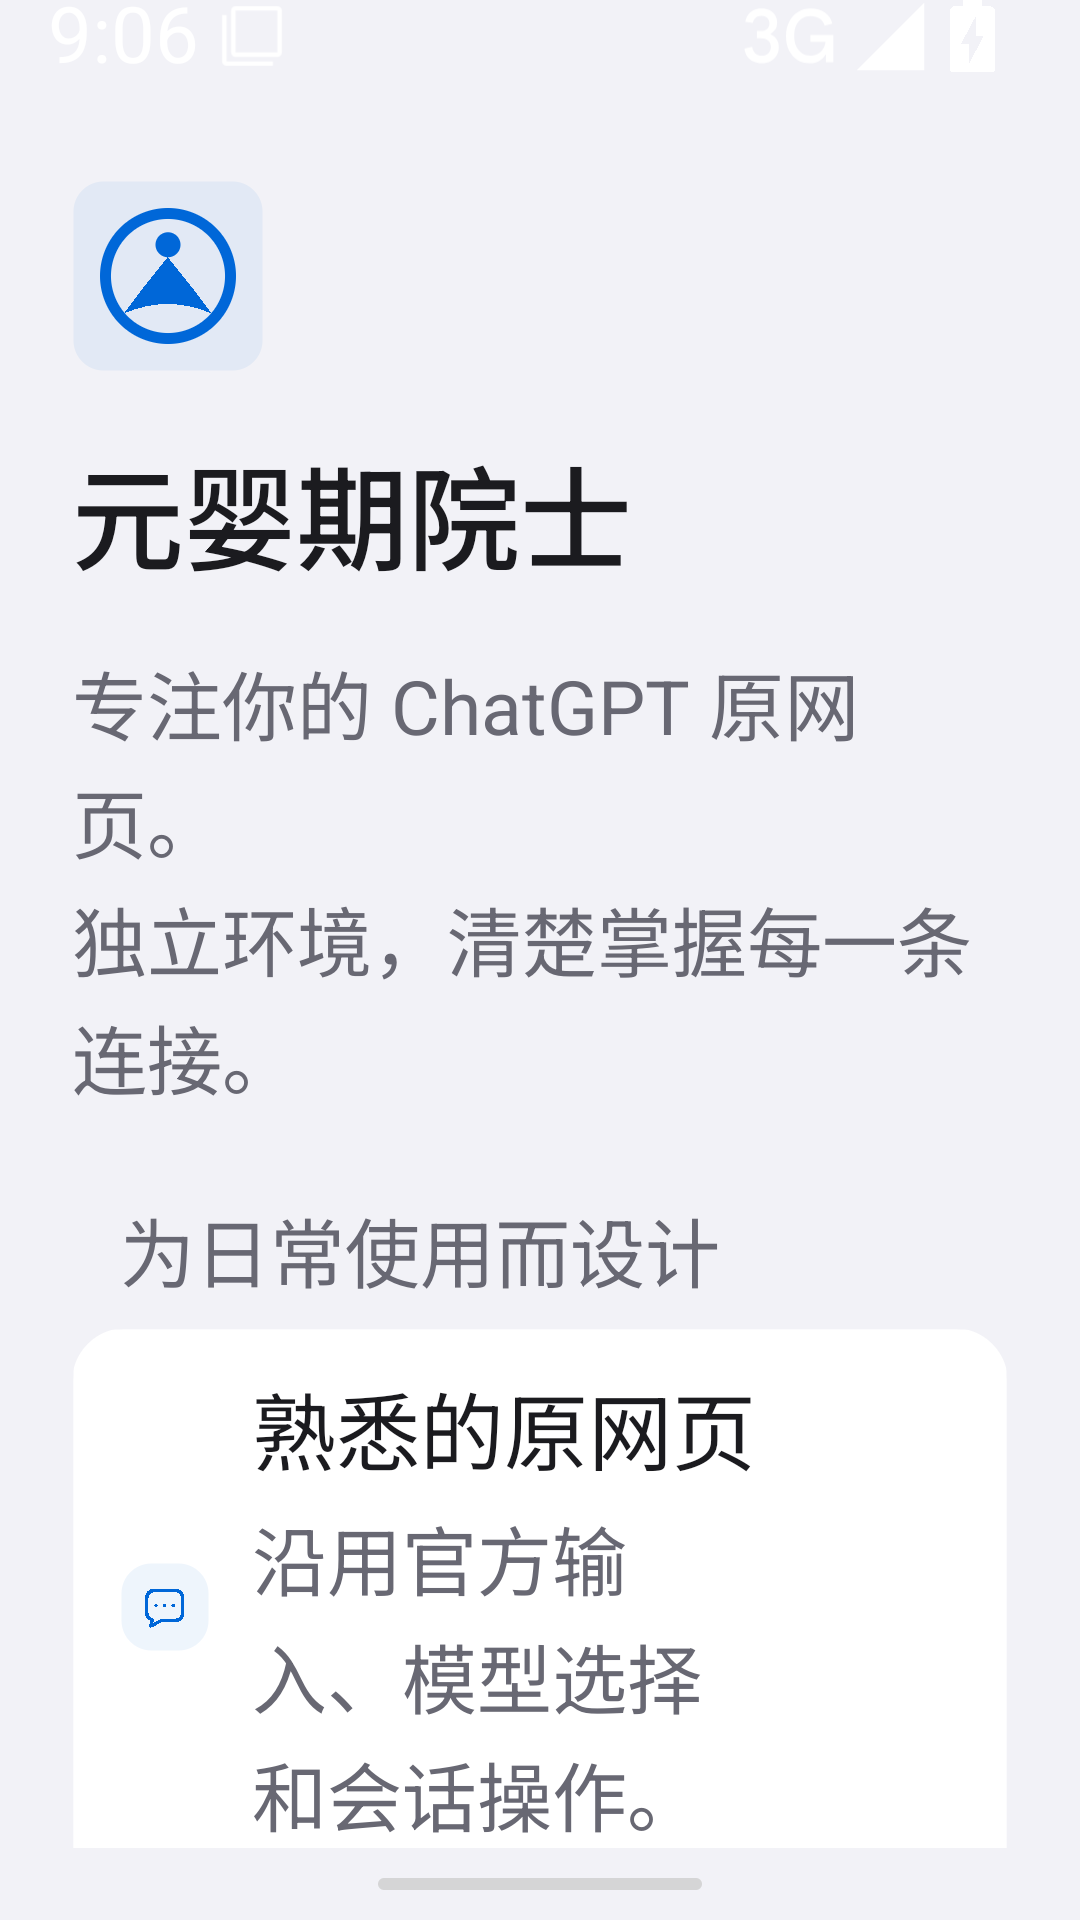 9:06 3G
元婴期院士
专注你的 ChatGPT 原网
页。
独立环境，清楚掌握每一条
连接。
为日常使用而设计
熟悉的原网页
沿用官方输
入、模型选择
和会话操作。